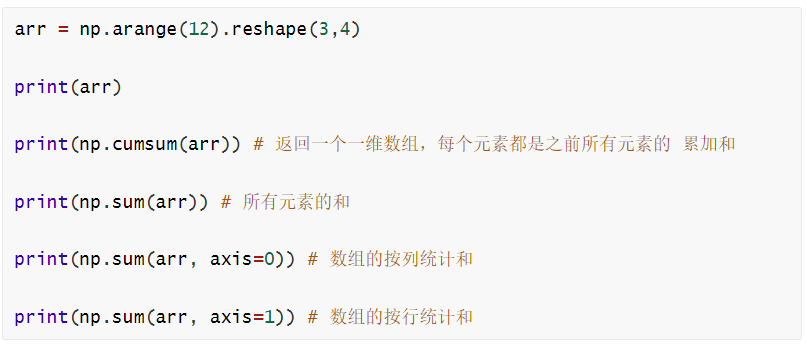 arr = np.arange(12).reshape(3,4)
print(arr)
print(np.cumsum(arr)) # 返回一个一维数组，每个元素都是之前所有元素的 累加和
print(np.sum(arr)) # 所有元素的和
print(np.sum(arr, axis=0)) # 数组的按列统计和
print(np.sum(arr, axis=1)) # 数组的按行统计和